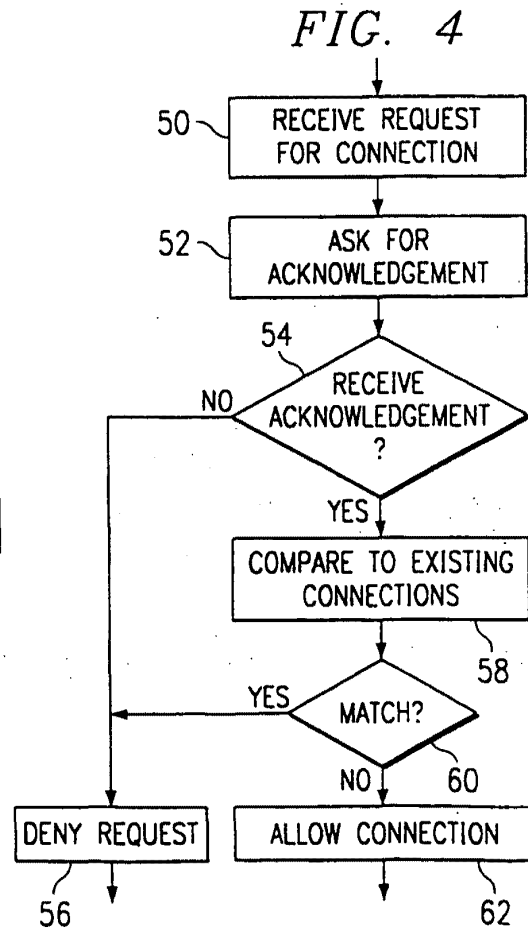 FIG. 4
50
RECEIVE REQUEST
FOR CONNECTION
52
ASK FOR
ACKNOWLEDGEMENT
54
RECEIVE
ACKNOWLEDGEMENT
?
NO
YES
COMPARE TO EXISTING
CONNECTIONS
58
YES
MATCH?
60
NO
DENY REQUEST
56
ALLOW CONNECTION
62